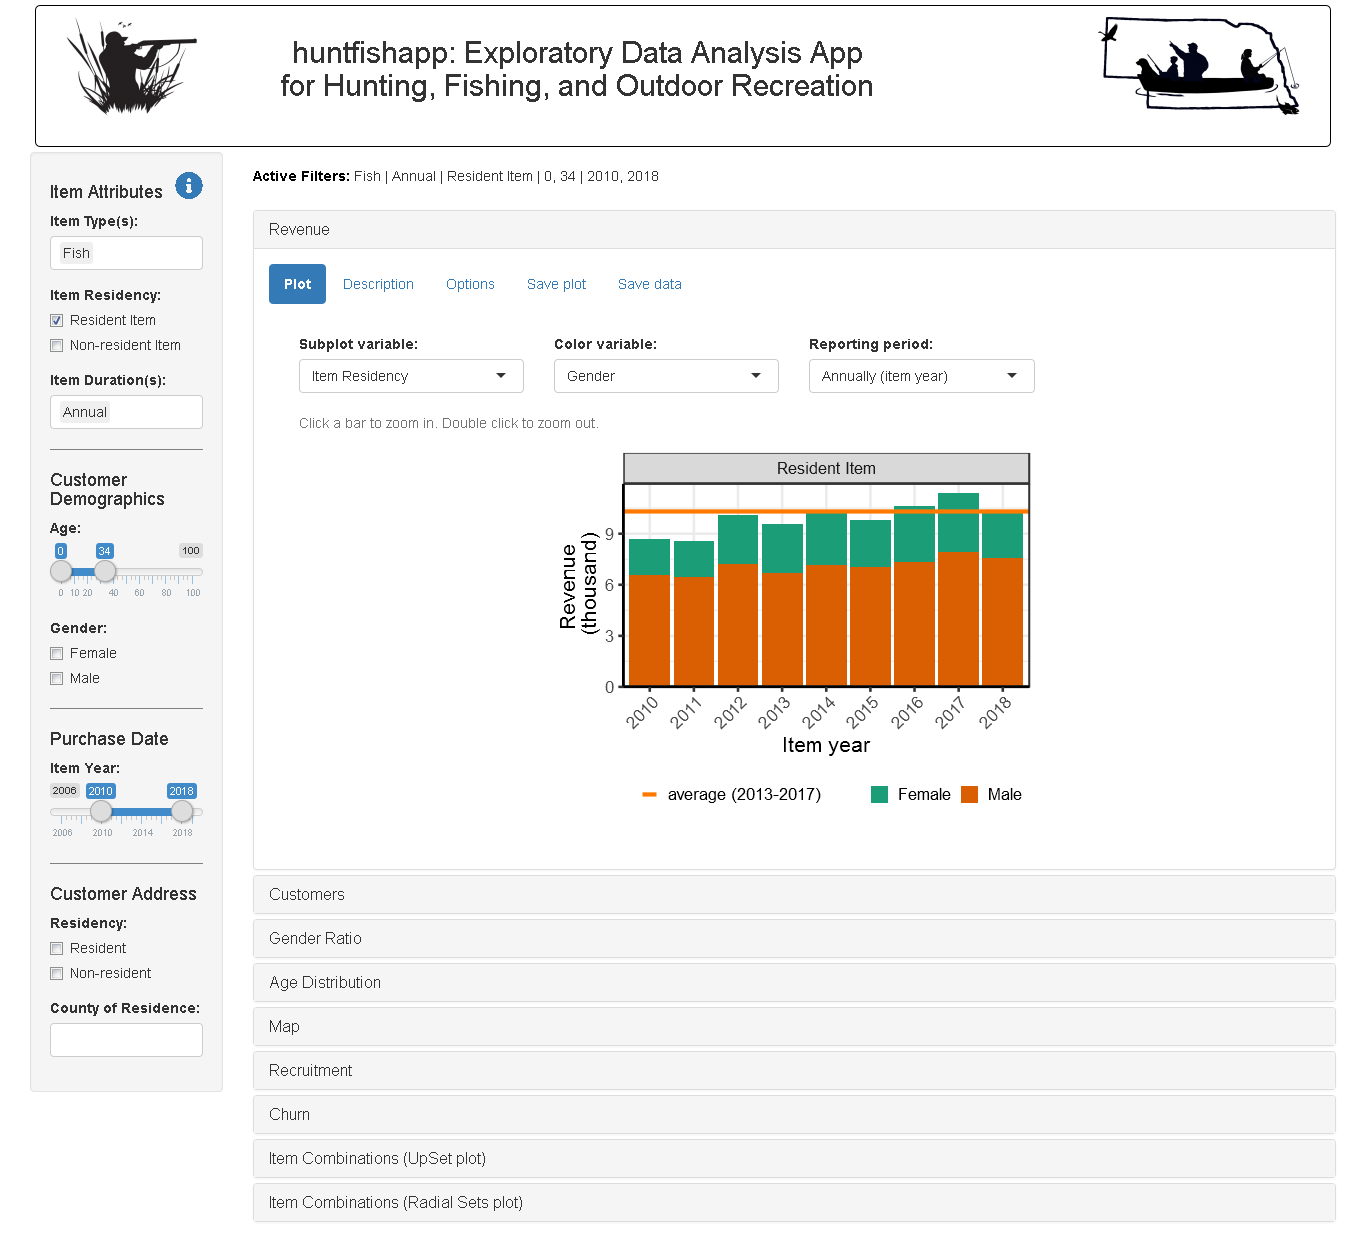 huntfishapp: Exploratory Data Analysis App
for Hunting, Fishing, and Outdoor Recreation
Item Attributes
Item Type(s):
Fish
Item Residency:
Resident Item
Non-resident Item
Item Duration(s):
Annual
Customer
Demographics
Age:
0 34 100
0 10 20 40 60 80 100
Gender:
Female
Male
Purchase Date
Item Year:
2006 2010 2018
2006 2010 2014 2018
Customer Address
Residency:
Resident
Non-resident
County of Residence:
Active Filters: Fish | Annual | Resident Item | 0, 34 | 2010, 2018
Revenue
Plot Description Options Save plot Save data
Subplot variable: Color variable: Reporting period:
Item Residency Gender Annually (item year)
Click a bar to zoom in. Double click to zoom out.
Resident Item
Revenue
(thousand)
9
6
3
0
2010 2011 2012 2013 2014 2015 2016 2017 2018
Item year
average (2013-2017) Female Male
Customers
Gender Ratio
Age Distribution
Map
Recruitment
Churn
Item Combinations (UpSet plot)
Item Combinations (Radial Sets plot)